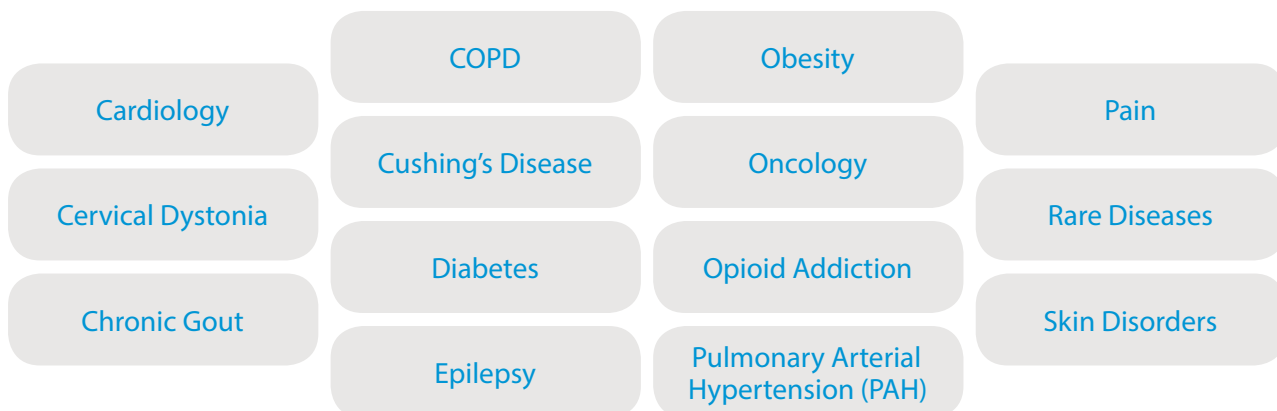 Cardiology
Cervical Dystonia
Chronic Gout
COPD
Cushing’s Disease
Diabetes
Epilepsy
Obesity
Oncology
Opioid Addiction
Pulmonary Arterial
Hypertension (PAH)
Pain
Rare Diseases
Skin Disorders